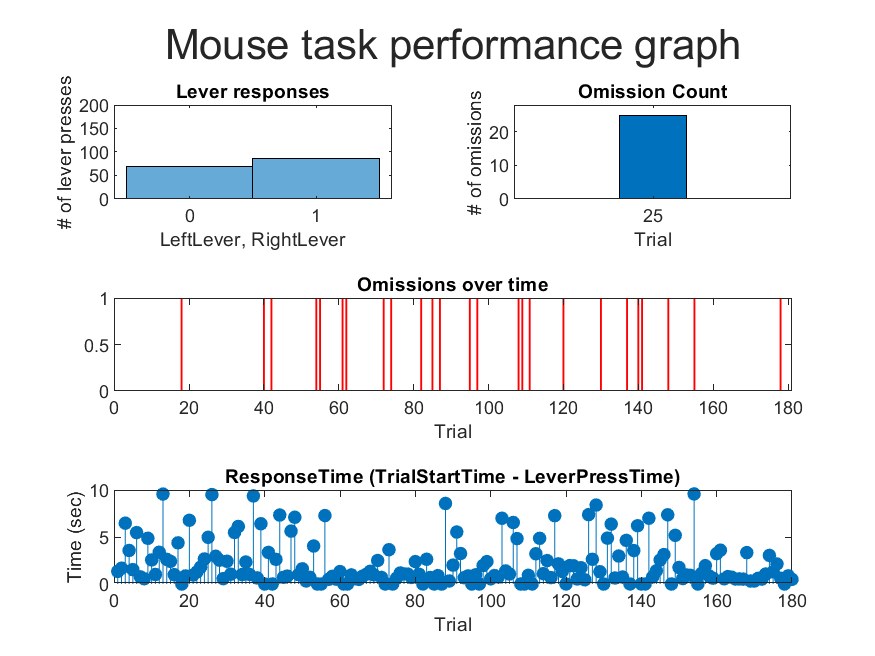 Mouse task performance graph
Lever responses
# of lever presses
200
150
100
50
0
0 1
LeftLever, RightLever
Omission Count
# of omissions
20
10
0
25
Trial
Omissions over time
1
0.5
0
0 20 40 60 80 100 120 140 160 180
Trial
ResponseTime (TrialStartTime - LeverPressTime)
Time (sec)
10
5
0
0 20 40 60 80 100 120 140 160 180
Trial